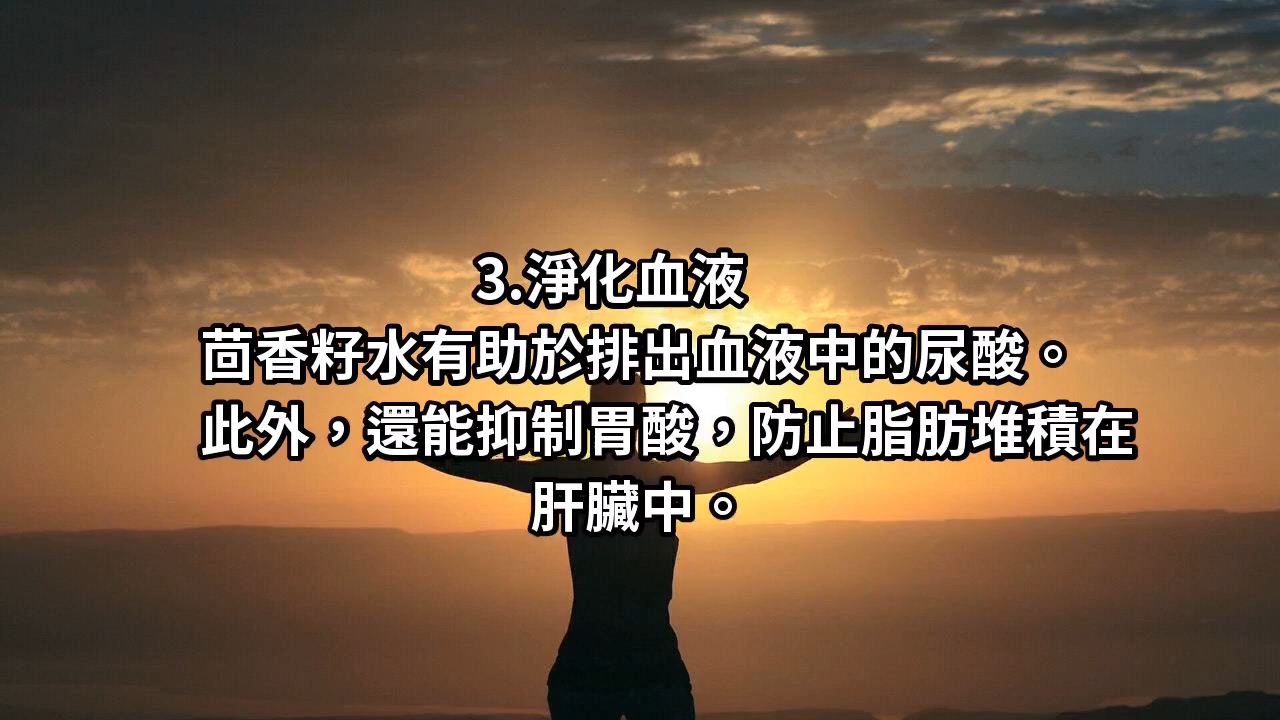 3.淨化血液
茴香籽水有助於排出血液中的尿酸。
此外，還能抑制胃酸，防止脂肪堆積在
肝臟中。